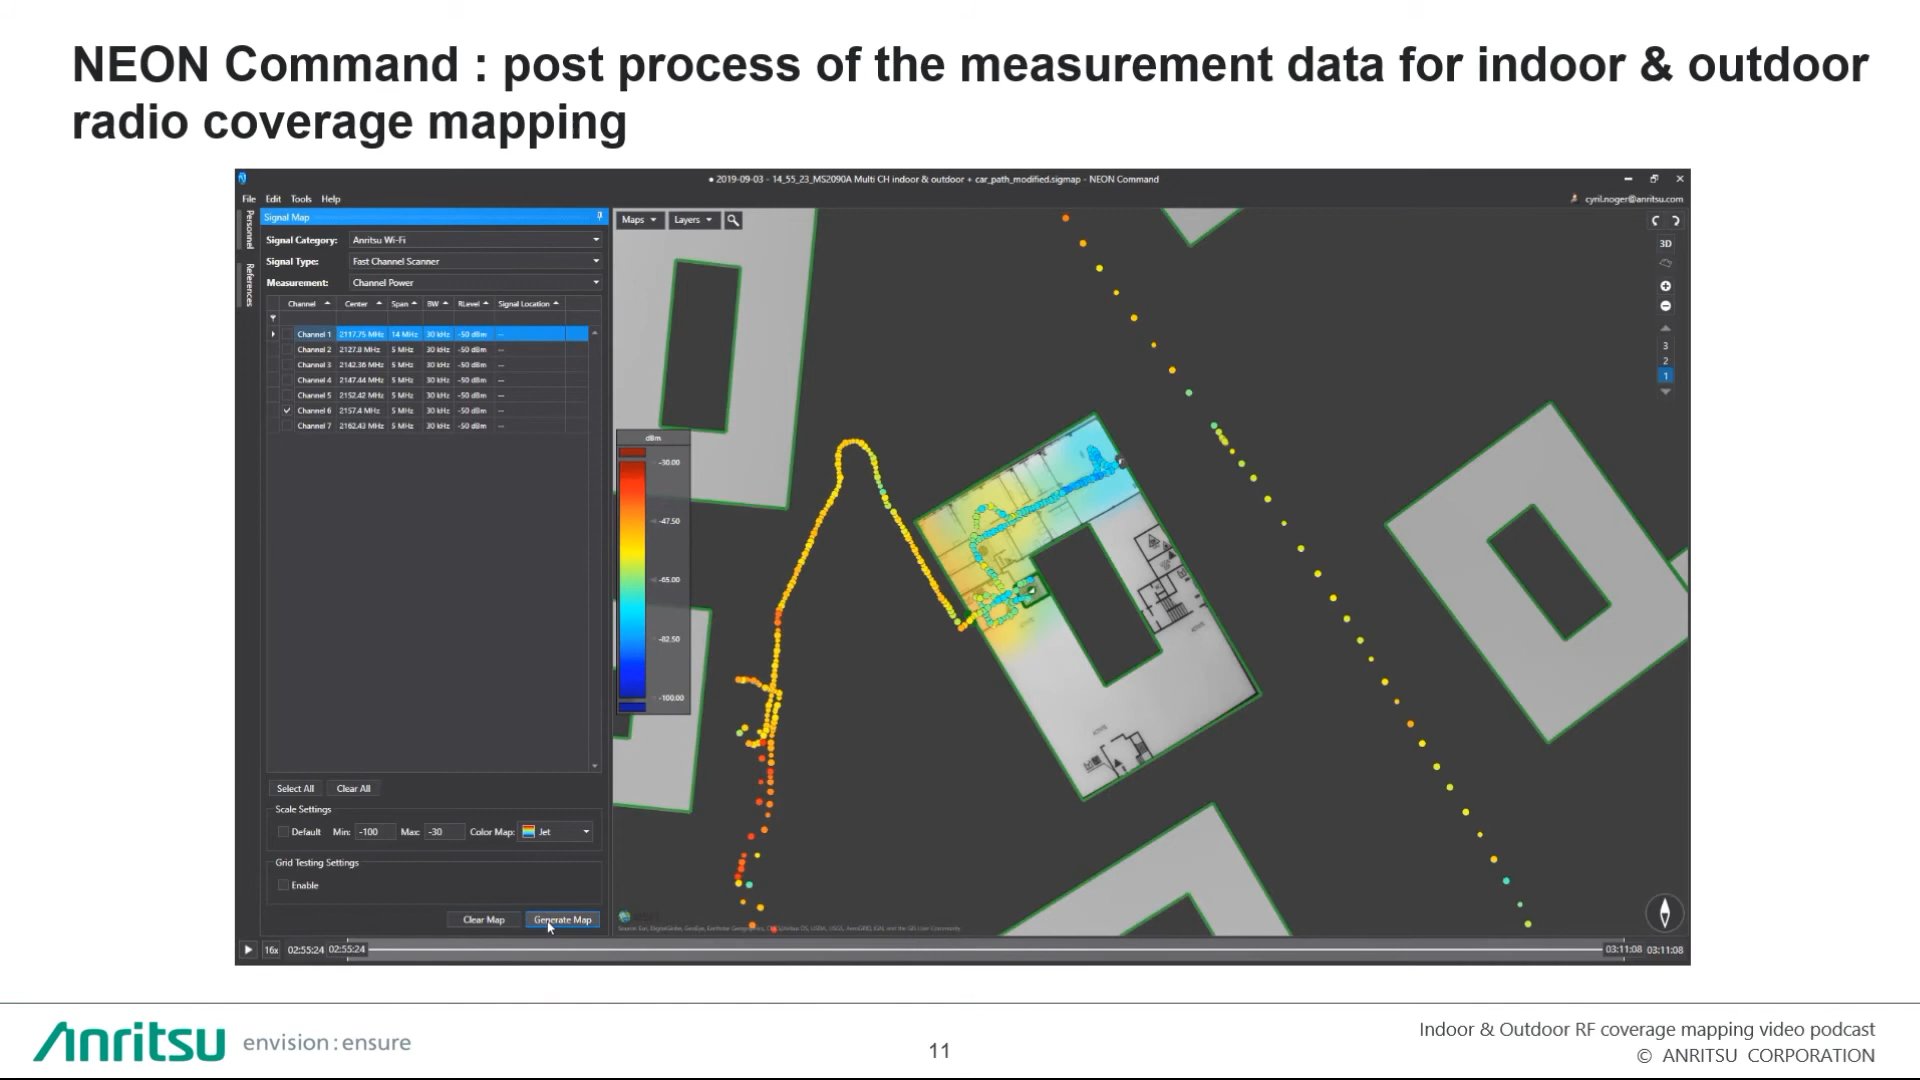 NEON Command : post process of the measurement data for indoor & outdoor
radio coverage mapping
● 2019-09-03 - 14_55_23_MS2090A Multi CH indoor & outdoor + car_path_modified.sigmap - NEON Command
File Edit Tools Help
cyril.noger@anritsu.com
Personnel
References
Signal Map
Signal Category: Anritsu Wi-Fi
Signal Type: Fast Channel Scanner
Measurement: Channel Power
Channel Center Span BW RLevel Signal Location
Channel 1 2117.75 MHz 14 MHz 30 kHz -50 dBm --
Channel 2 2127.8 MHz 5 MHz 30 kHz -50 dBm --
Channel 3 2142.36 MHz 5 MHz 30 kHz -50 dBm --
Channel 4 2147.44 MHz 5 MHz 30 kHz -50 dBm --
Channel 5 2152.42 MHz 5 MHz 30 kHz -50 dBm --
Channel 6 2157.4 MHz 5 MHz 30 kHz -50 dBm --
Channel 7 2162.43 MHz 5 MHz 30 kHz -50 dBm --
Select All Clear All
Scale Settings
Default Min: -100 Max: -30 Color Map: Jet
Grid Testing Settings
Enable
Clear Map Generate Map
Maps Layers
3D
3
2
1
dBm
-30.00
-47.50
-65.00
-82.50
-100.00
esri
16x 02:55:24 02:55:24 03:11:08 03:11:08
Anritsu envision : ensure
11
Indoor & Outdoor RF coverage mapping video podcast
© ANRITSU CORPORATION